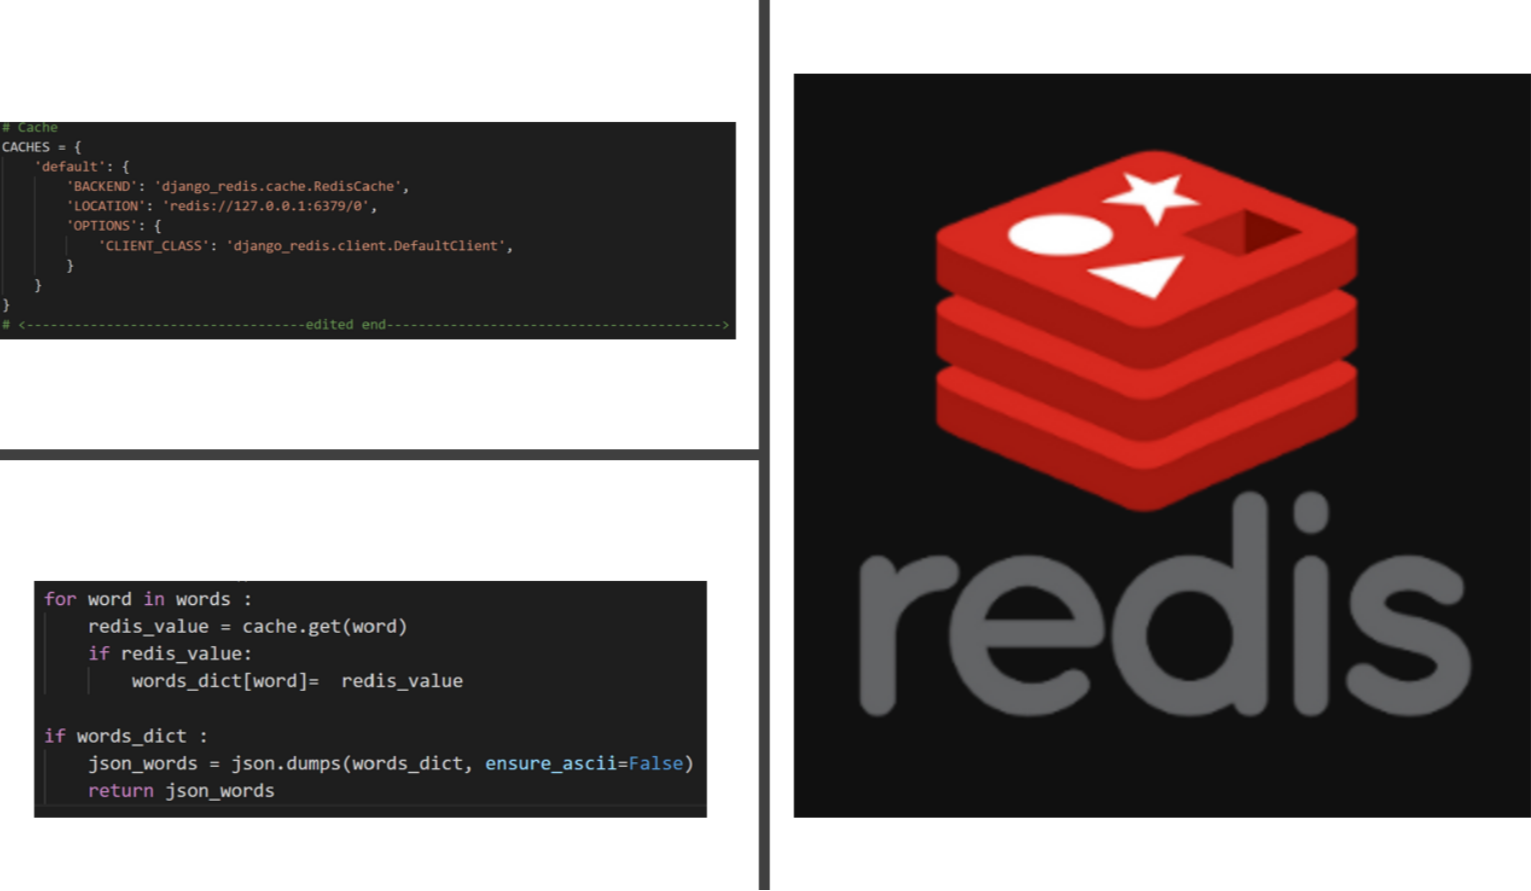 # Cache
CACHES = {
    'default': {
        'BACKEND': 'django_redis.cache.RedisCache',
        'LOCATION': 'redis://127.0.0.1:6379/0',
        'OPTIONS': {
            'CLIENT_CLASS': 'django_redis.client.DefaultClient',
        }
    }
}
# <-----------------------------------edited end------------------------------------------>
for word in words :
    redis_value = cache.get(word)
    if redis_value:
        words_dict[word]=  redis_value
if words_dict :
    json_words = json.dumps(words_dict, ensure_ascii=False)
    return json_words
redis